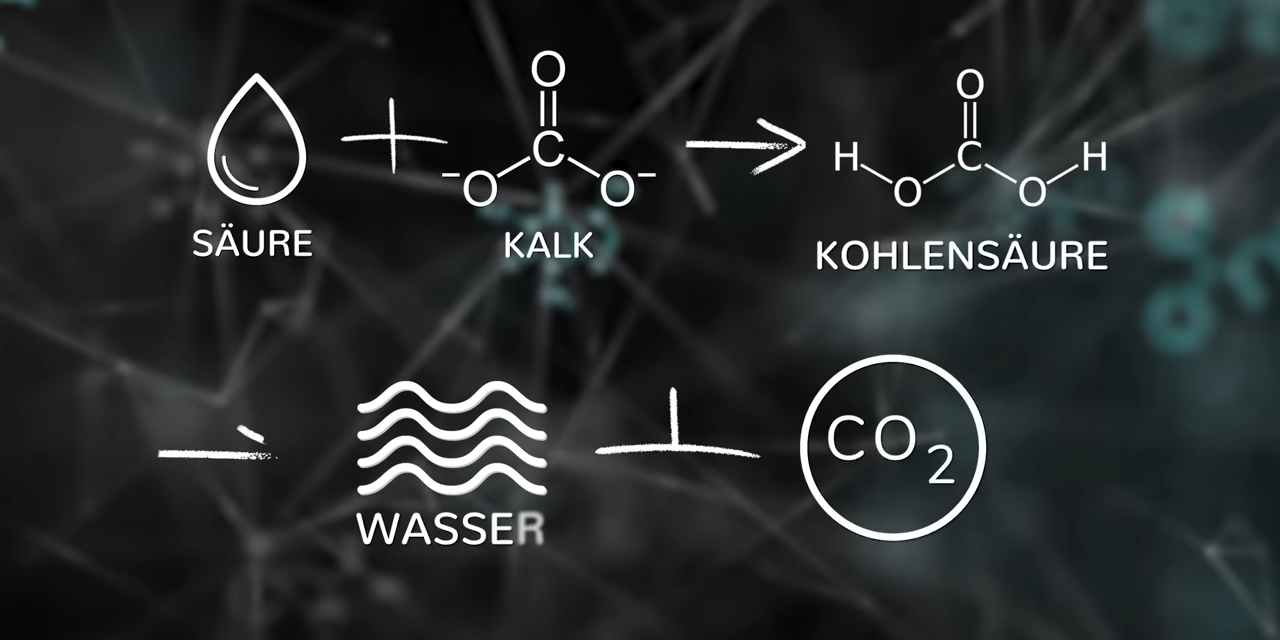 O
C
⁻O O⁻
SÄURE + KALK →
O
H C H
O O
KOHLENSÄURE
CO₂
WASSER